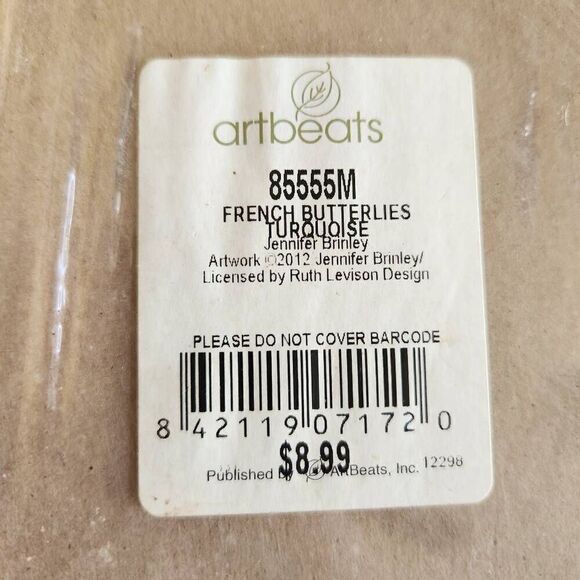 artbeats
85555M
FRENCH BUTTERLIES
TURQUOISE
Jennifer Brinley
Artwork ©2012 Jennifer Brinley/
Licensed by Ruth Levison Design
PLEASE DO NOT COVER BARCODE
8 42119 07172 0
$8.99
Published by ArtBeats, Inc. 12298